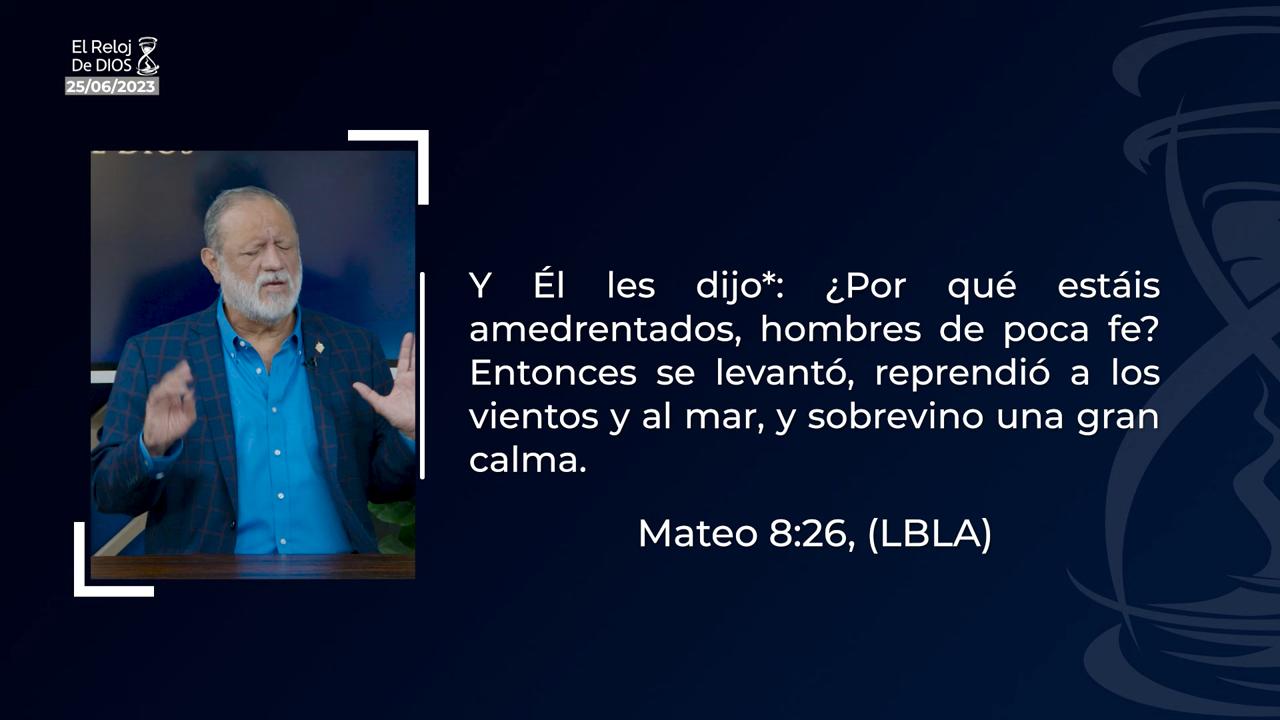 El Reloj
De DIOS
25/06/2023
Y Él les dijo*: ¿Por qué estáis
amedrentados, hombres de poca fe?
Entonces se levantó, reprendió a los
vientos y al mar, y sobrevino una gran
calma.
Mateo 8:26, (LBLA)